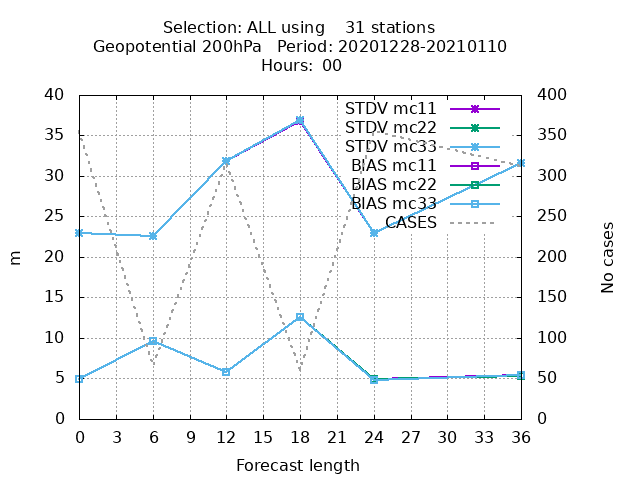 Selection: ALL using    31 stations
Geopotential 200hPa   Period: 20201228-20210110
Hours: 00
40
35
30
25
20
15
10
5
0
m
STDV mc11
STDV mc22
STDV mc33
BIAS mc11
BIAS mc22
BIAS mc33
CASES
400
350
300
250
200
150
100
50
0
No cases
0 3 6 9 12 15 18 21 24 27 30 33 36
Forecast length